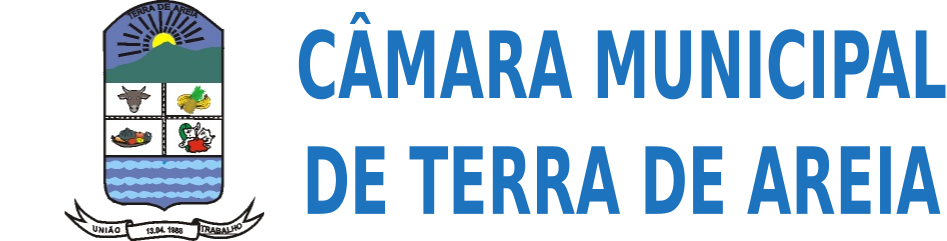 TERRA DE AREIA
CÂMARA MUNICIPAL
DE TERRA DE AREIA
UNIÃO 13.04.1988 TRABALHO